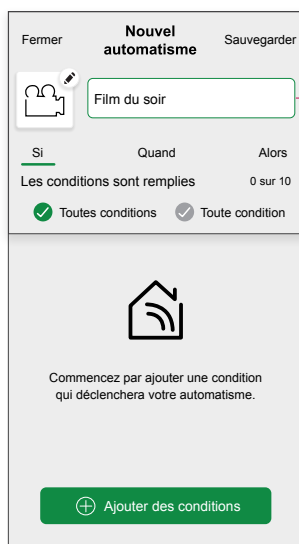 Fermer
Nouvel
automatisme
Sauvegarder
Film du soir
Si
Quand
Alors
Les conditions sont remplies
0 sur 10
Toutes conditions
Toute condition
Commencez par ajouter une condition
qui déclenchera votre automatisme.
Ajouter des conditions